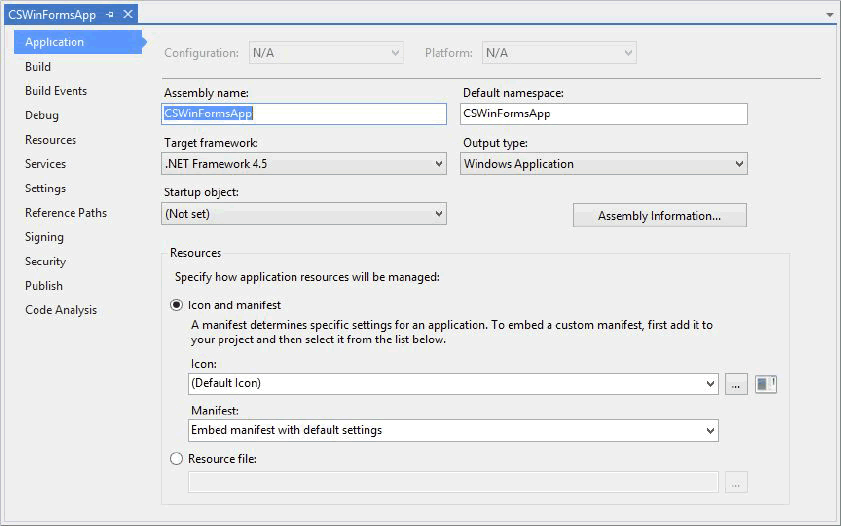 CSWinFormsApp
Application
Build
Build Events
Debug
Resources
Services
Settings
Reference Paths
Signing
Security
Publish
Code Analysis
Configuration: N/A Platform: N/A
Assembly name: Default namespace:
CSWinFormsApp CSWinFormsApp
Target framework: Output type:
.NET Framework 4.5 Windows Application
Startup object:
(Not set) Assembly Information...
Resources
Specify how application resources will be managed:
Icon and manifest
A manifest determines specific settings for an application. To embed a custom manifest, first add it to
your project and then select it from the list below.
Icon:
(Default Icon) ...
Manifest:
Embed manifest with default settings
Resource file:
...